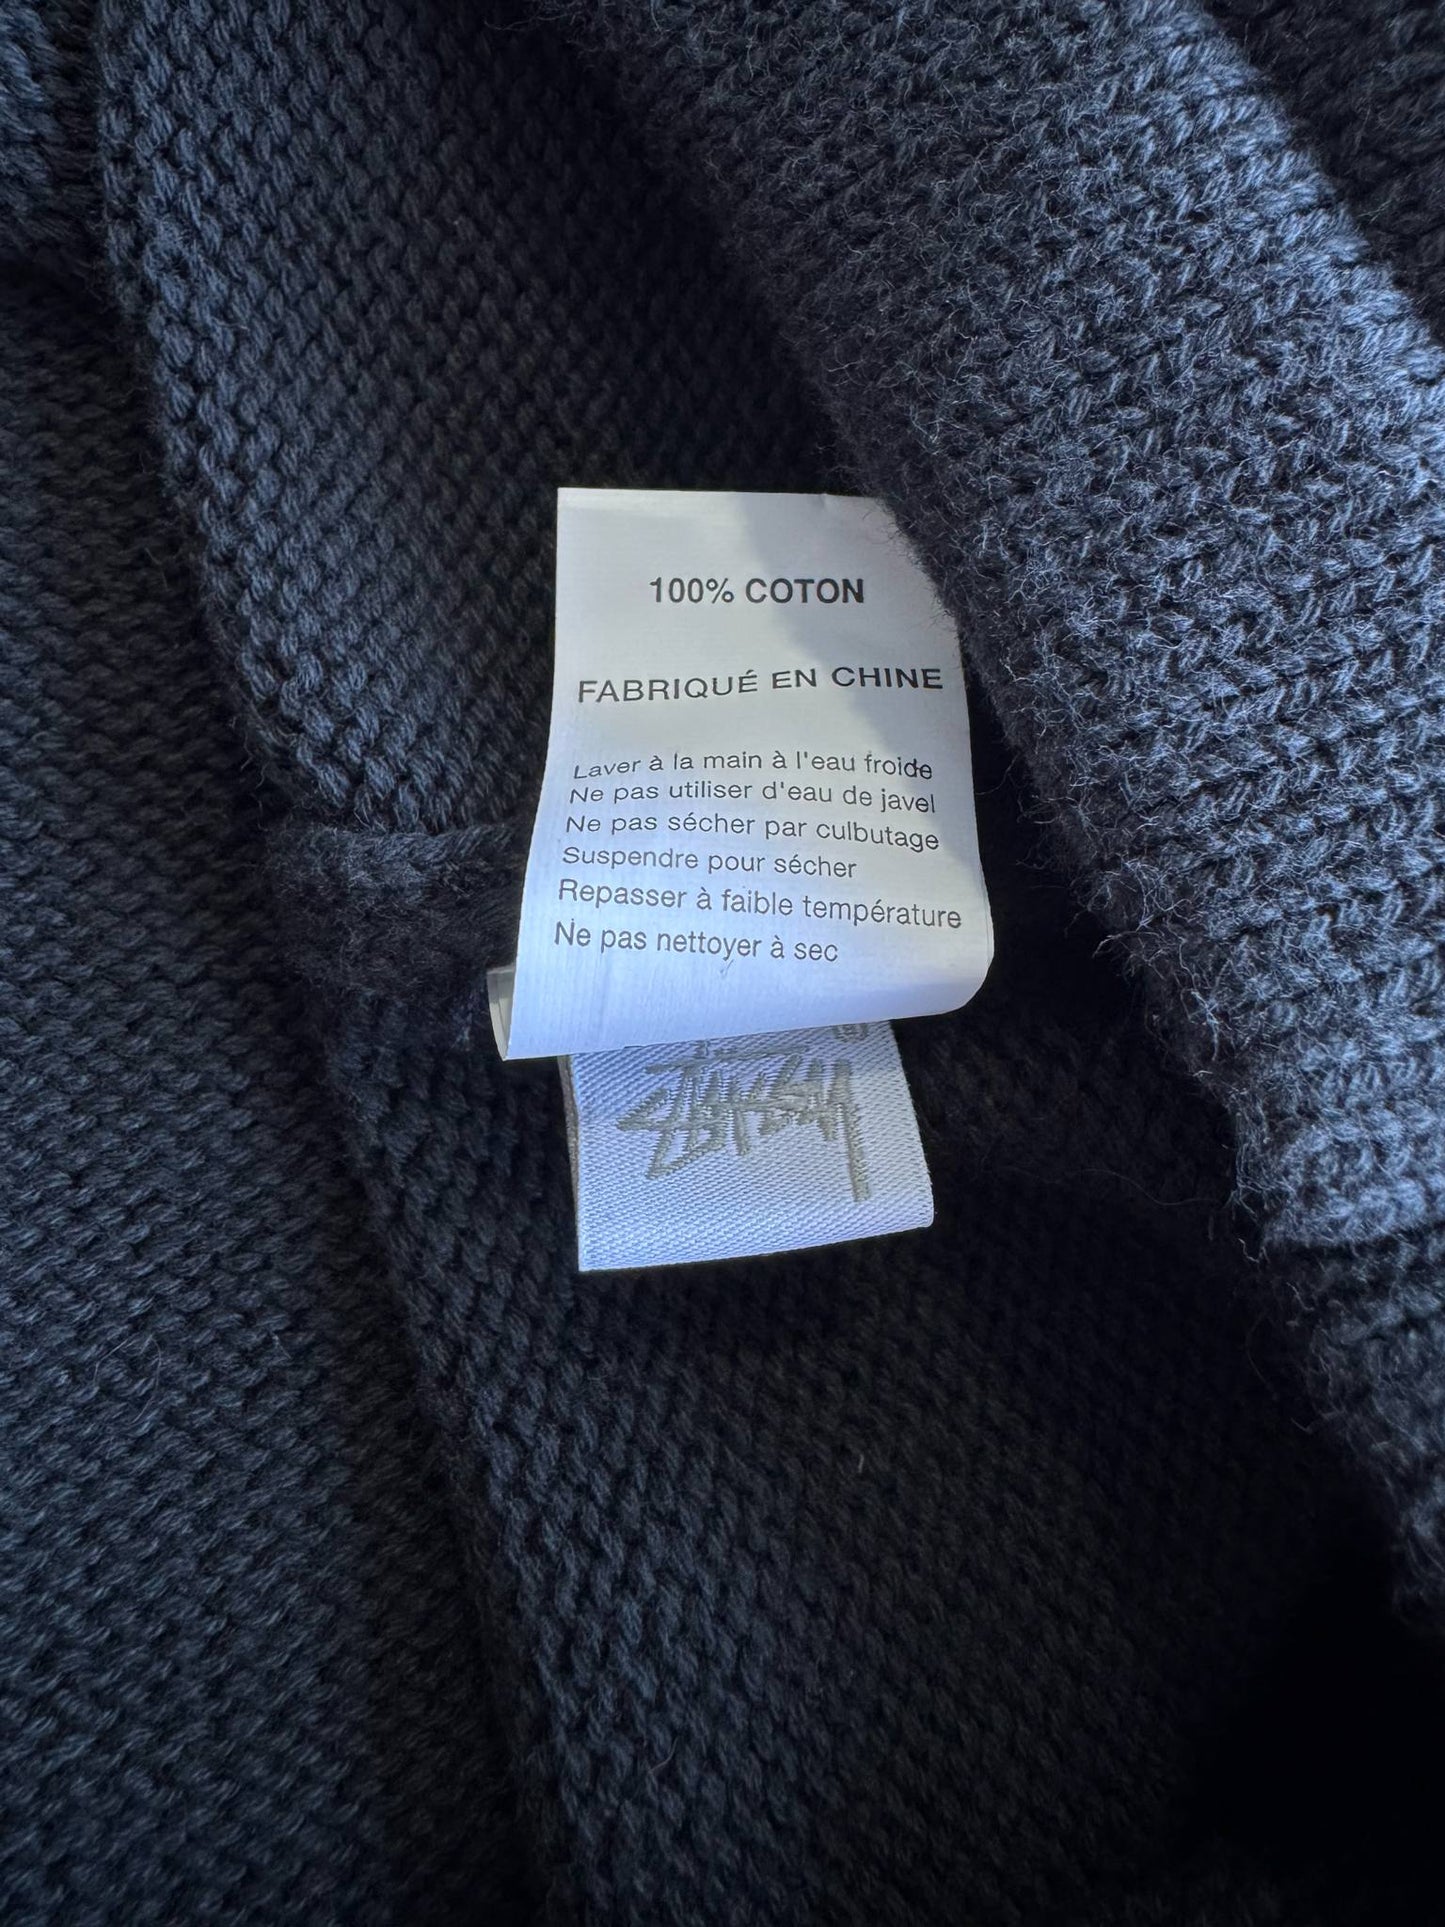 100% COTON
FABRIQUÉ EN CHINE
Laver à la main à l'eau froide
Ne pas utiliser d'eau de javel
Ne pas sécher par culbutage
Suspendre pour sécher
Repasser à faible température
Ne pas nettoyer à sec
Stüssy